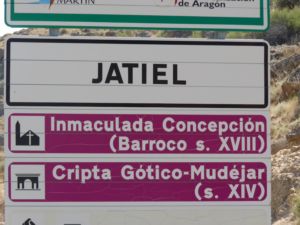 MARTÍN
de Aragón
JATIEL
Inmaculada Concepción
(Barroco s. XVIII)
Cripta Gótico-Mudéjar
(s. XIV)